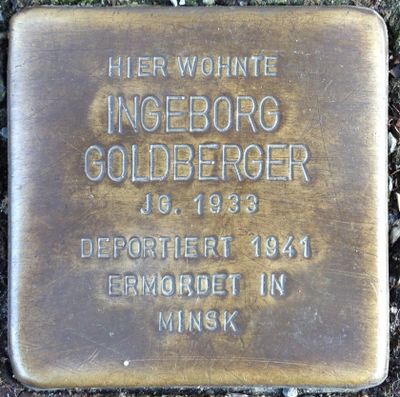 HIER WOHNTE
INGEBORG
GOLDBERGER
JG. 1933
DEPORTIERT 1941
ERMORDET IN
MINSK